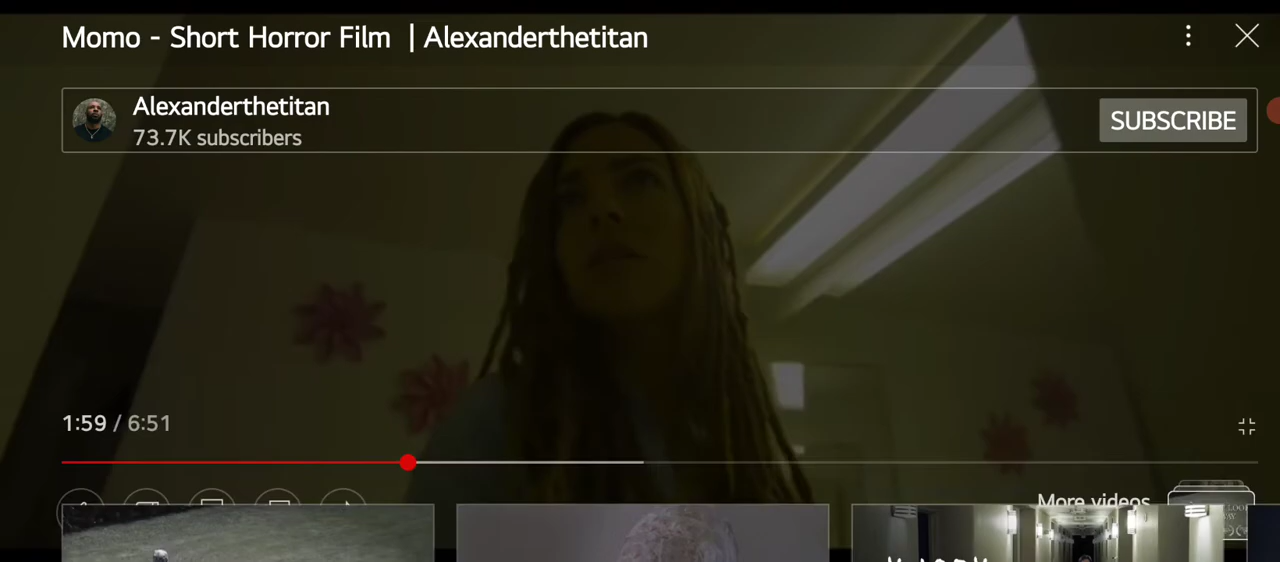 Momo - Short Horror Film | Alexanderthetitan
Alexanderthetitan
73.7K subscribers
SUBSCRIBE
1:59 / 6:51
More videos